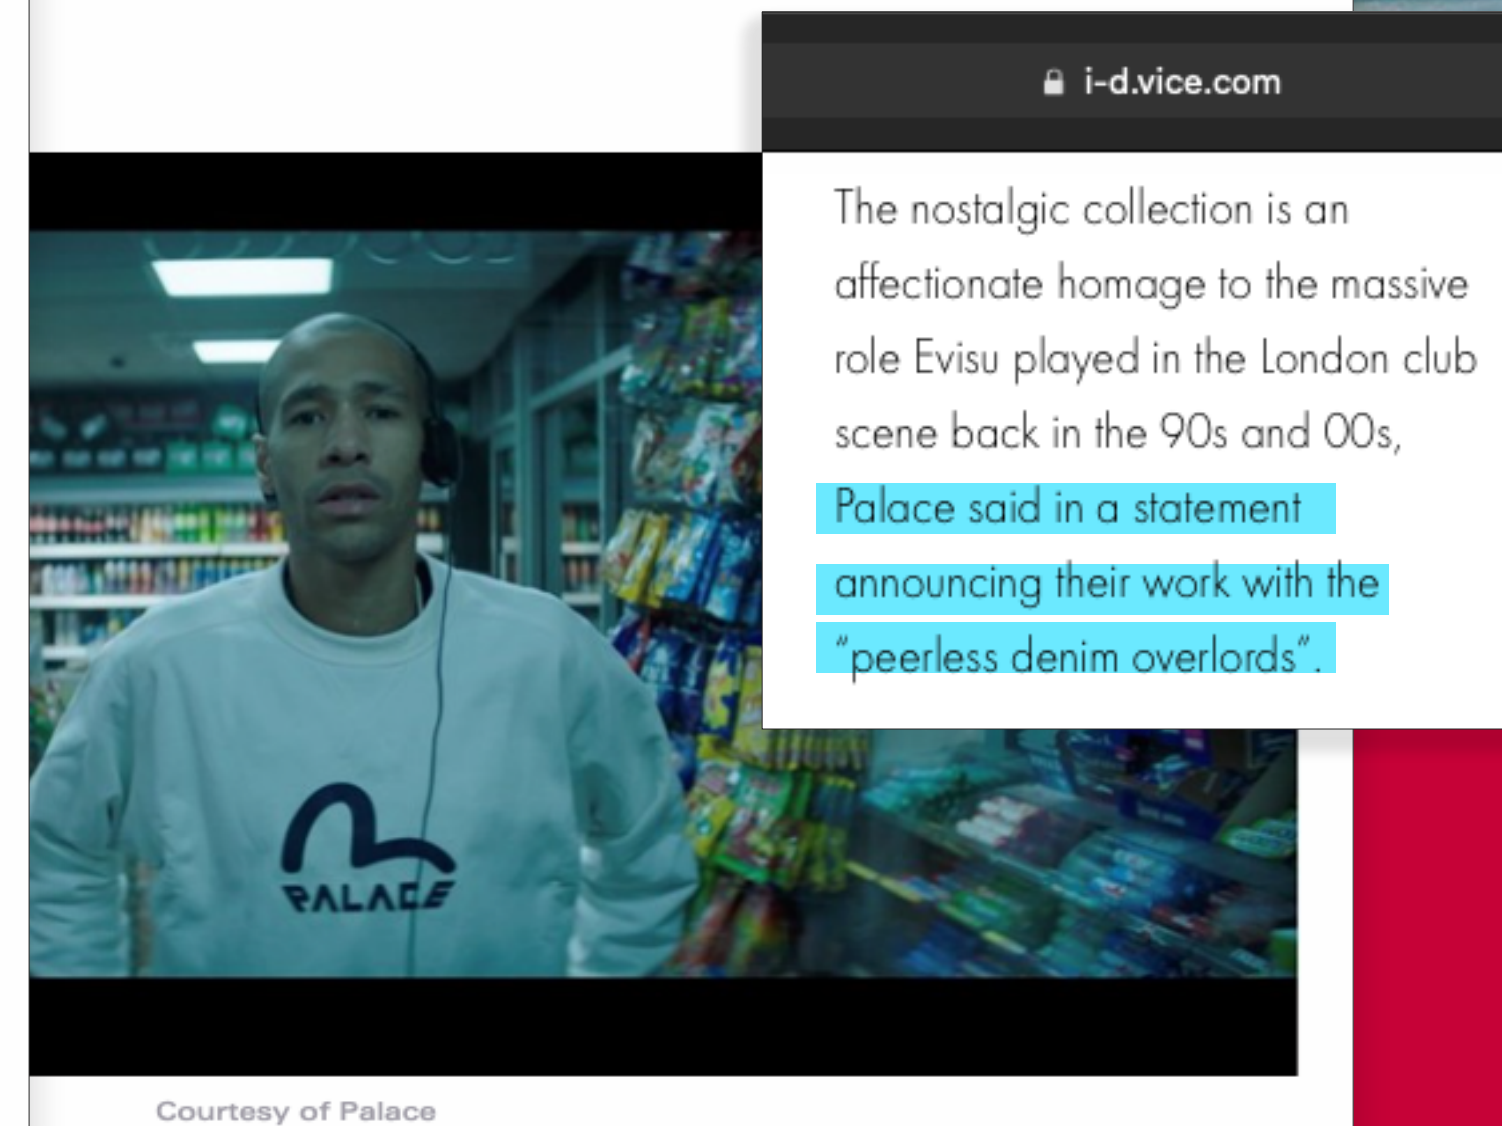 i-d.vice.com
The nostalgic collection is an
affectionate homage to the massive
role Evisu played in the London club
scene back in the 90s and 00s,
Palace said in a statement
announcing their work with the
“peerless denim overlords”.
PALACE
Courtesy of Palace